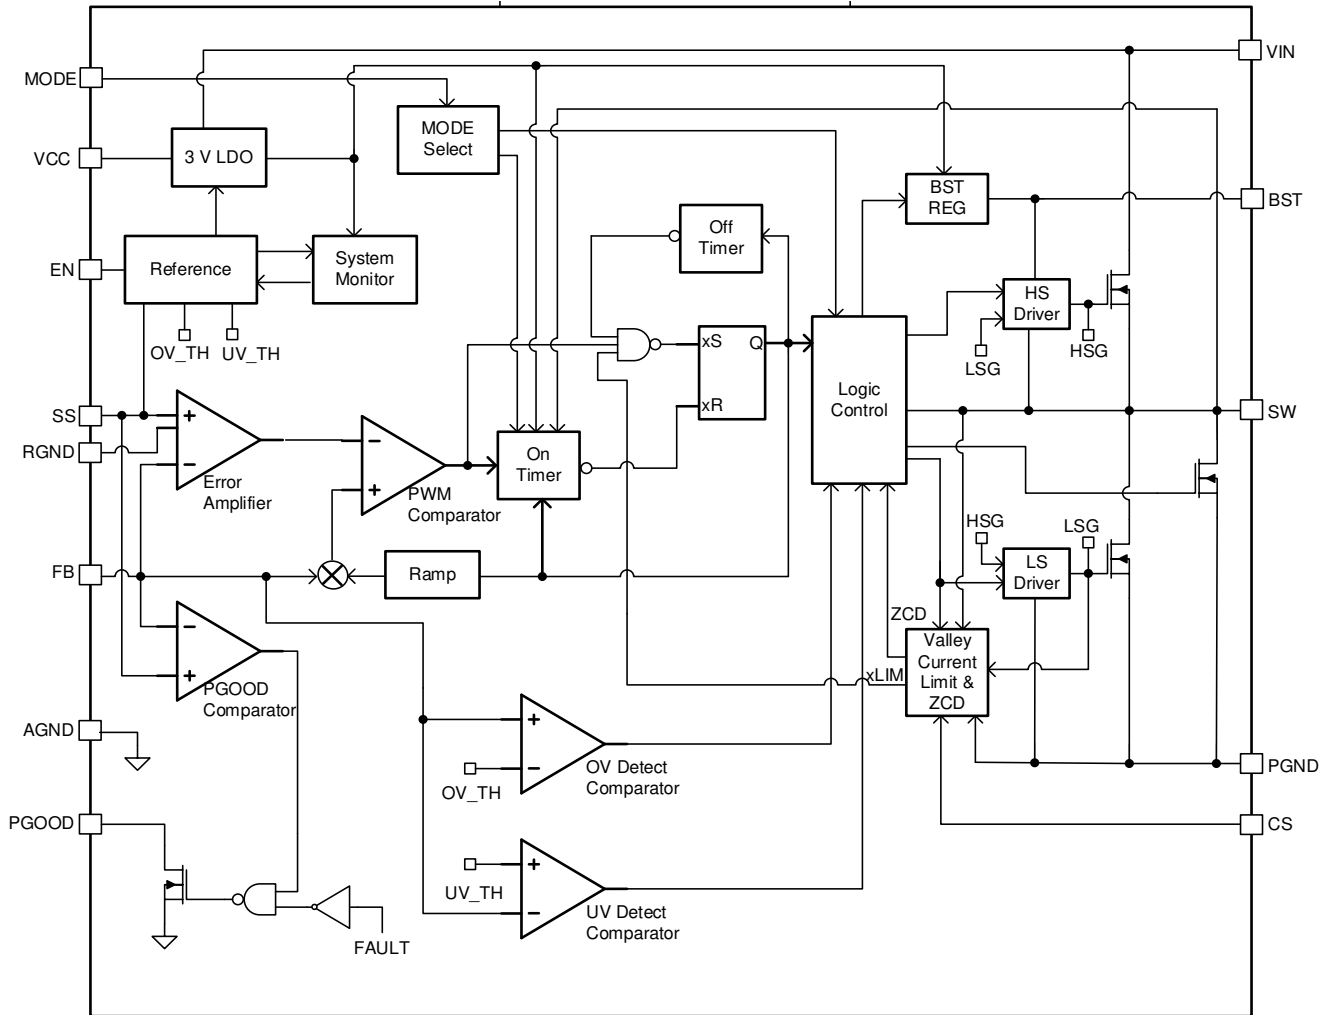 VIN
MODE
MODE
Select
VCC
3 V LDO
BST
REG
BST
Off
Timer
EN
Reference
System
Monitor
HS
Driver
OV_TH
UV_TH
xS
Q
LSG
HSG
Logic
Control
xR
SS
SW
RGND
Error
Amplifier
On
Timer
PWM
Comparator
HSG
LSG
FB
Ramp
LS
Driver
ZCD
Valley
Current
Limit &
ZCD
xLIM
PGOOD
Comparator
AGND
OV Detect
Comparator
OV_TH
PGND
PGOOD
CS
UV_TH
UV Detect
Comparator
FAULT